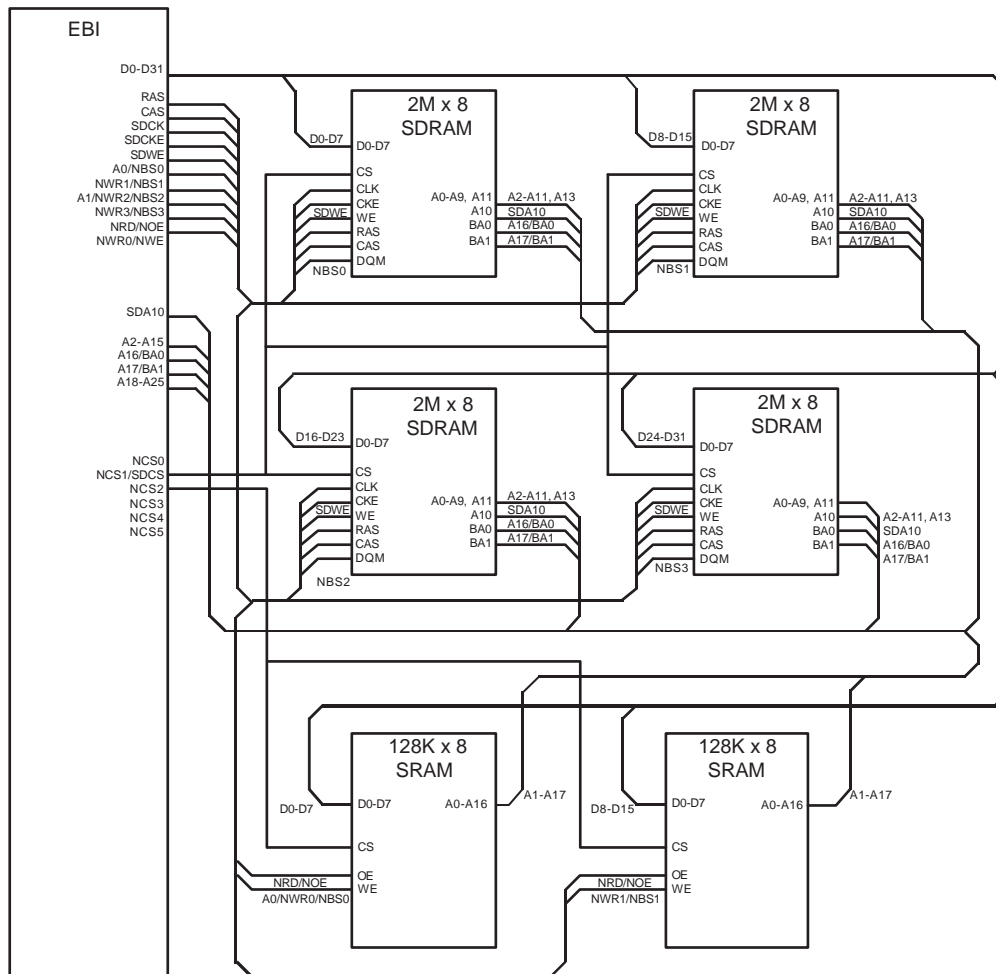 EBI
D0-D31
RAS
CAS
SDCK
SDCKE
SDWE
A0/NBS0
NWR1/NBS1
A1/NWR2/NBS2
NWR3/NBS3
NRD/NOE
NWR0/NWE
SDA10
A2-A15
A16/BA0
A17/BA1
A18-A25
NCS0
NCS1/SDCS
NCS2
NCS3
NCS4
NCS5
2M x 8
SDRAM
D0-D7
D0-D7
CS
CLK
CKE
SDWE
WE
RAS
CAS
DQM
NBS0
A0-A9, A11
A10
BA0
BA1
A2-A11, A13
SDA10
A16/BA0
A17/BA1
2M x 8
SDRAM
D8-D15
D0-D7
CS
CLK
CKE
SDWE
WE
RAS
CAS
DQM
NBS1
A0-A9, A11
A10
BA0
BA1
A2-A11, A13
SDA10
A16/BA0
A17/BA1
2M x 8
SDRAM
D16-D23
D0-D7
CS
CLK
CKE
SDWE
WE
RAS
CAS
DQM
NBS2
A0-A9, A11
A10
BA0
BA1
A2-A11, A13
SDA10
A16/BA0
A17/BA1
2M x 8
SDRAM
D24-D31
D0-D7
CS
CLK
CKE
SDWE
WE
RAS
CAS
DQM
NBS3
A0-A9, A11
A10
BA0
BA1
A2-A11, A13
SDA10
A16/BA0
A17/BA1
128K x 8
SRAM
D0-D7
D0-D7
A0-A16
A1-A17
CS
OE
NRD/NOE
WE
A0/NWR0/NBS0
128K x 8
SRAM
D8-D15
D0-D7
A0-A16
A1-A17
CS
OE
NRD/NOE
WE
NWR1/NBS1